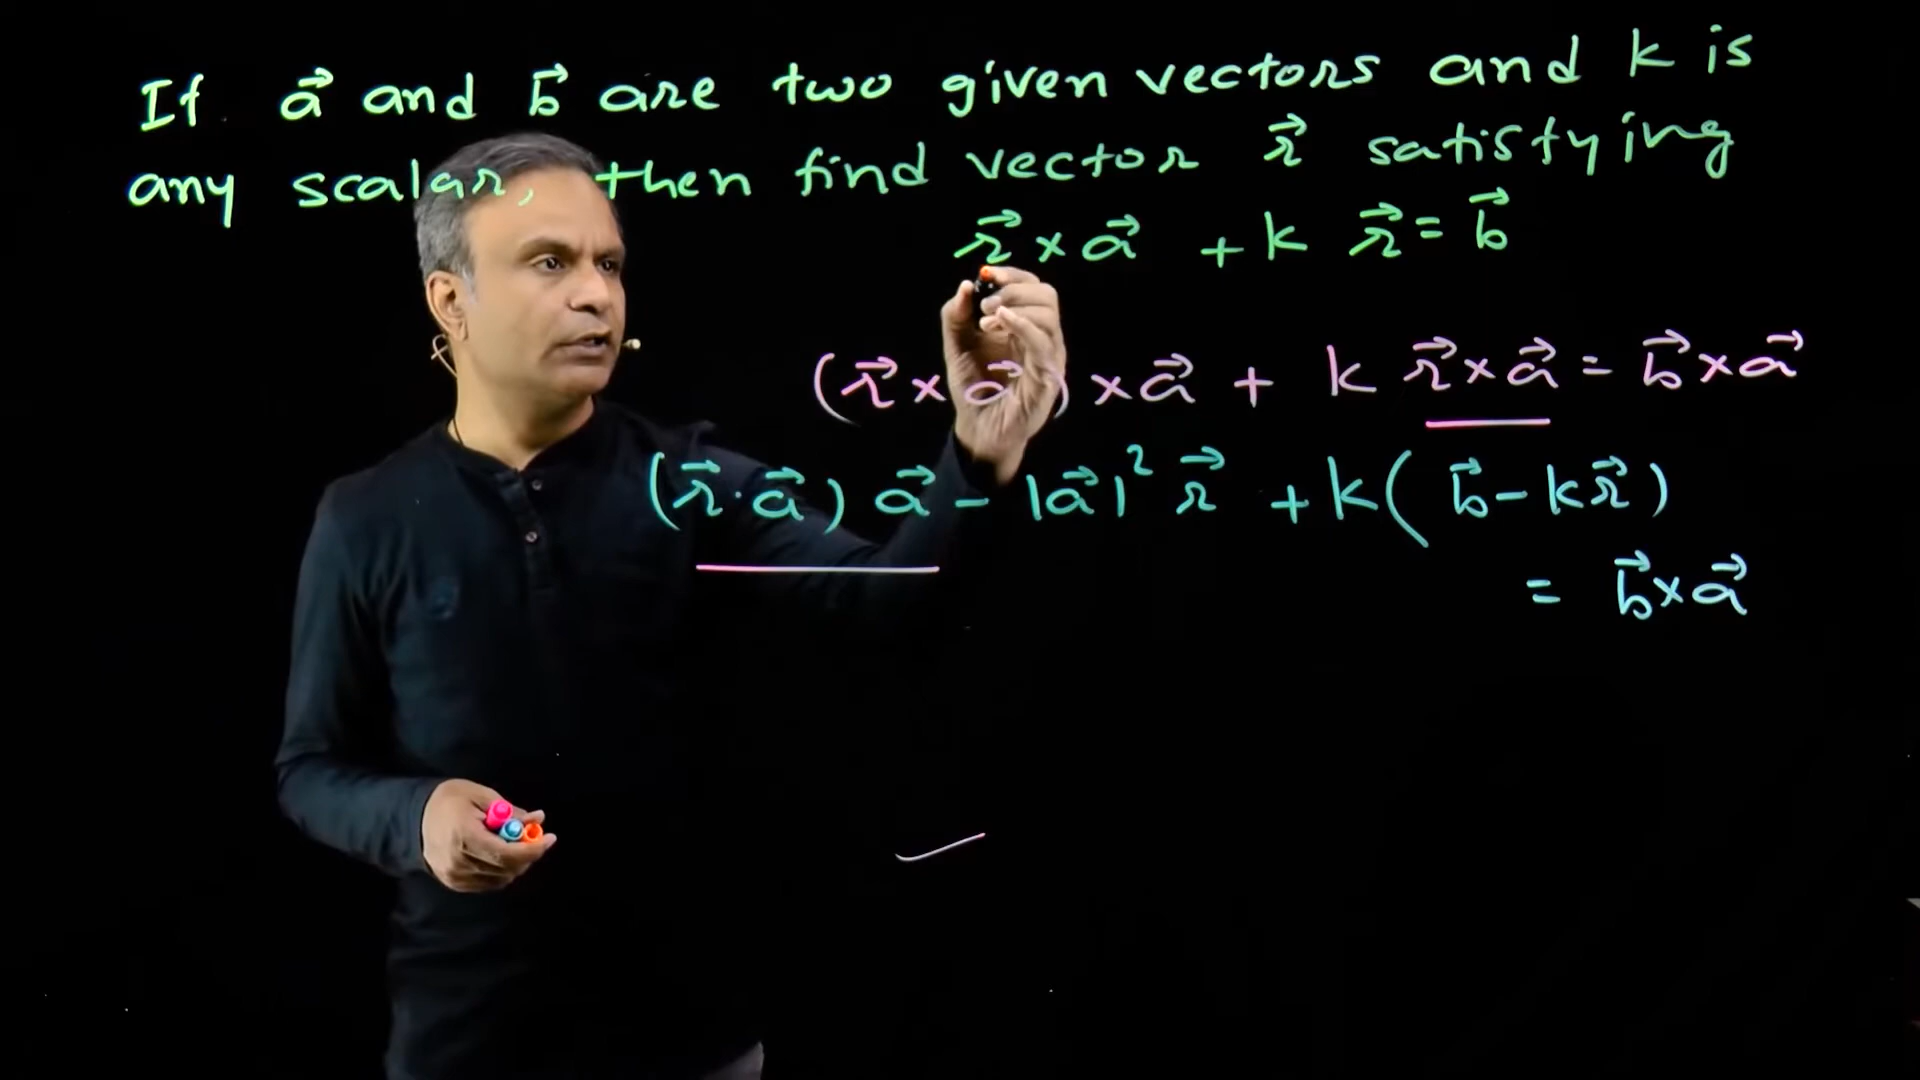 If a⃗ and b⃗ are two given vectors and k is
any scalar, then find vector r⃗ satisfying
r⃗ × a⃗ + k r⃗ = b⃗
(r⃗ × a⃗) × a⃗ + k r⃗ × a⃗ = b⃗ × a⃗
(r⃗ · a⃗) a⃗ - |a⃗|² r⃗ + k( b⃗ - k r⃗ )
= b⃗ × a⃗